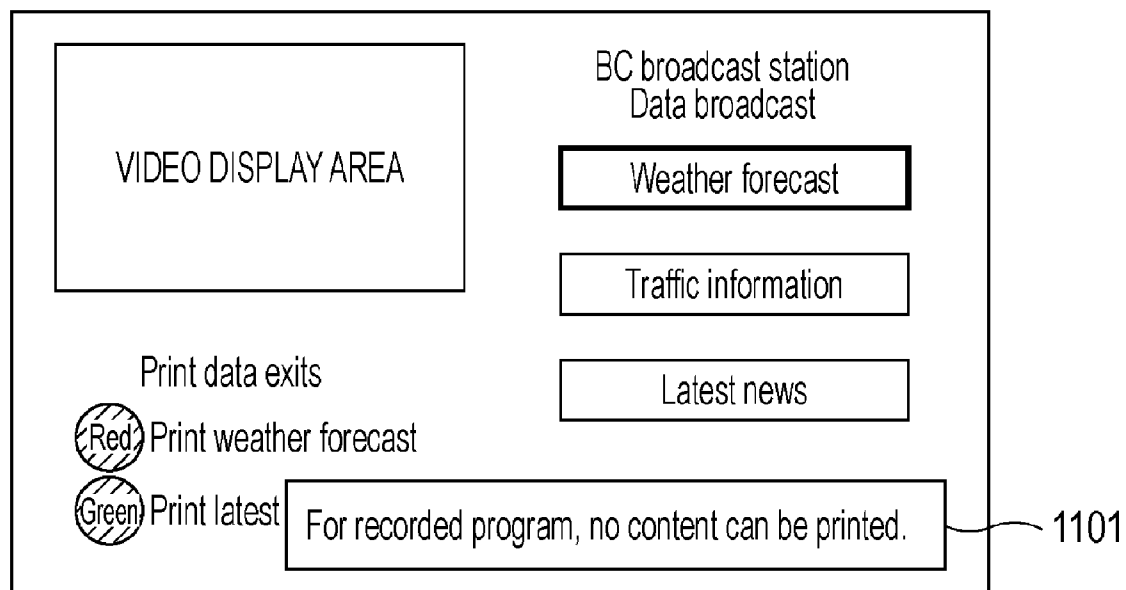 VIDEO DISPLAY AREA
BC broadcast station
Data broadcast
Weather forecast
Traffic information
Latest news
Print data exits
Red Print weather forecast
Green Print latest
For recorded program, no content can be printed.
1101